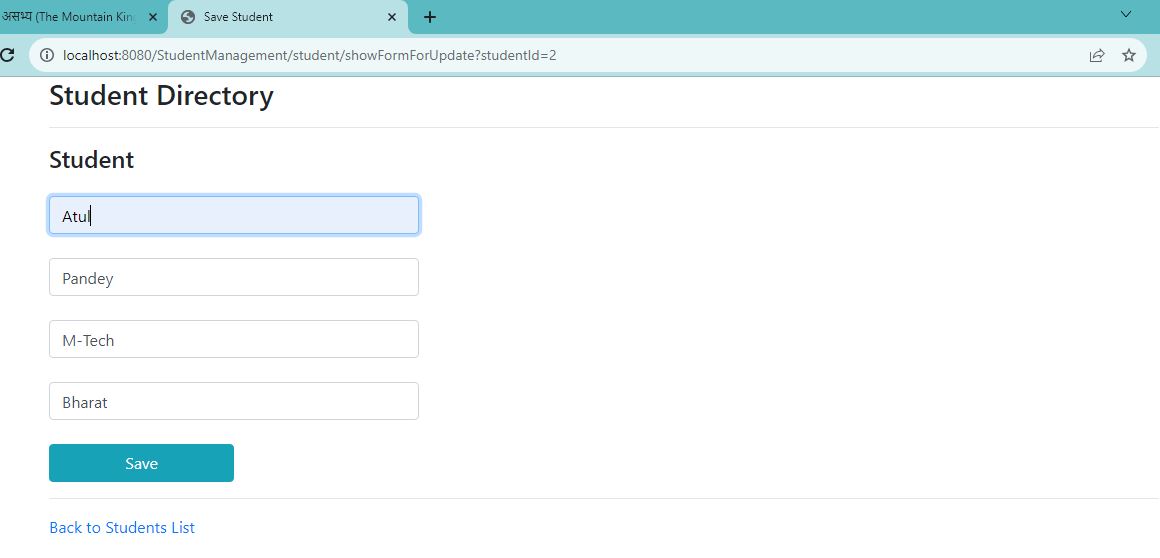 असभ्य (The Mountain Kin
Save Student
localhost:8080/StudentManagement/student/showFormForUpdate?studentId=2
Student Directory
Student
Atul
Pandey
M-Tech
Bharat
Save
Back to Students List